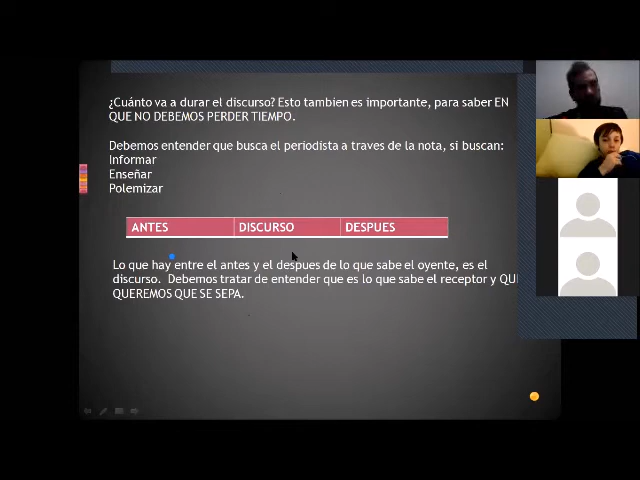 ¿Cuánto va a durar el discurso? Esto tambien es importante, para saber EN
QUE NO DEBEMOS PERDER TIEMPO.
Debemos entender que busca el periodista a traves de la nota, si buscan:
Informar
Enseñar
Polemizar
ANTES DISCURSO DESPUES
Lo que hay entre el antes y el despues de lo que sabe el oyente, es el
discurso. Debemos tratar de entender que es lo que sabe el receptor y QU
QUEREMOS QUE SE SEPA.